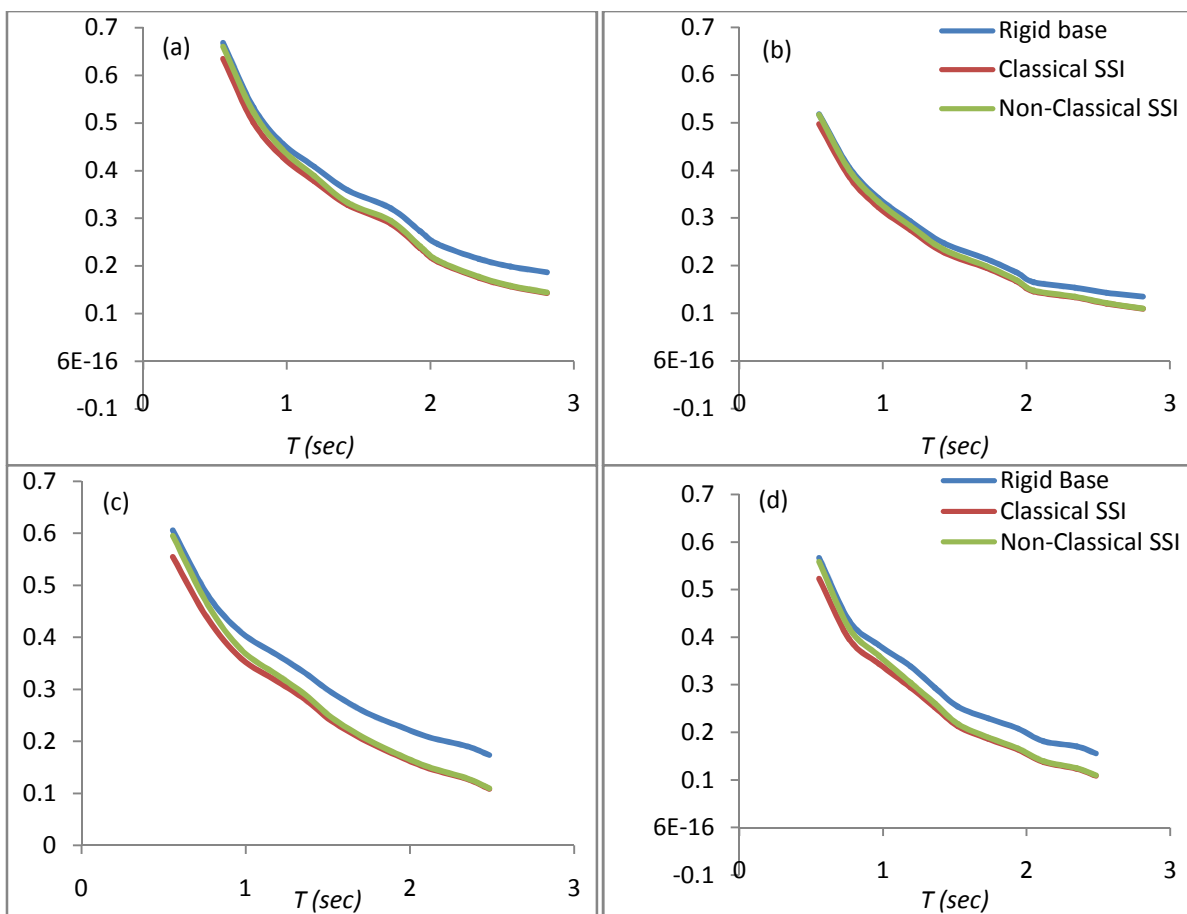 (a)
0.7
0.6
0.5
0.4
0.3
0.2
0.1
6E-16
-0.1
0 1 2 3
T (sec)
(b)
Rigid base
Classical SSI
Non-Classical SSI
0.7
0.6
0.5
0.4
0.3
0.2
0.1
6E-16
-0.1
0 1 2 3
T (sec)
(c)
0.7
0.6
0.5
0.4
0.3
0.2
0.1
0
0 1 2 3
T (sec)
(d)
Rigid Base
Classical SSI
Non-Classical SSI
0.7
0.6
0.5
0.4
0.3
0.2
0.1
6E-16
-0.1
0 1 2 3
T (sec)